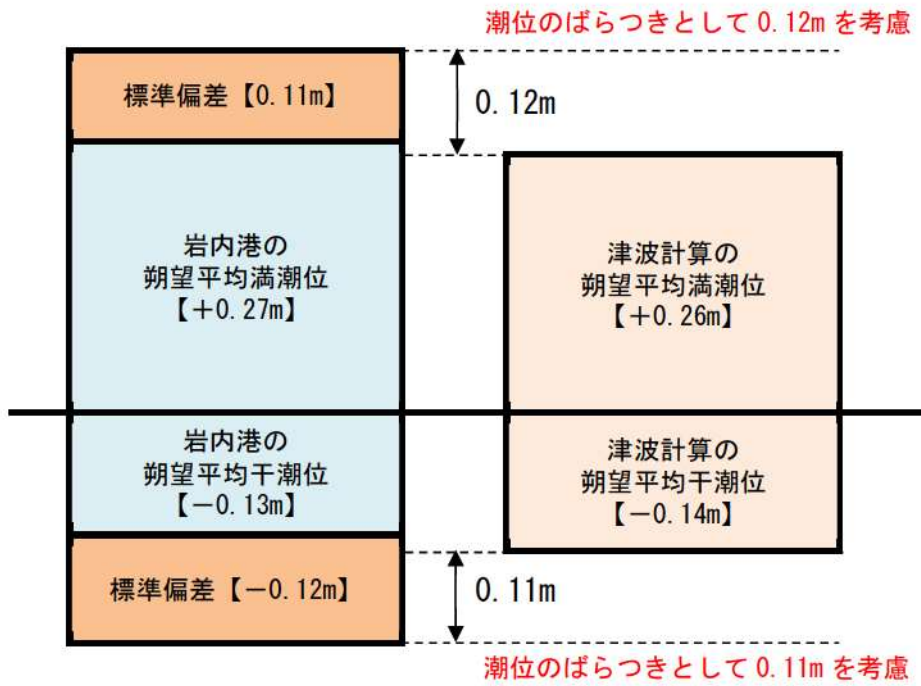 潮位のばらつきとして 0.12m を考慮
標準偏差【0.11m】
0.12m
岩内港の
朔望平均満潮位
【＋0.27m】
津波計算の
朔望平均満潮位
【＋0.26m】
岩内港の
朔望平均干潮位
【－0.13m】
津波計算の
朔望平均干潮位
【－0.14m】
標準偏差【－0.12m】
0.11m
潮位のばらつきとして 0.11m を考慮